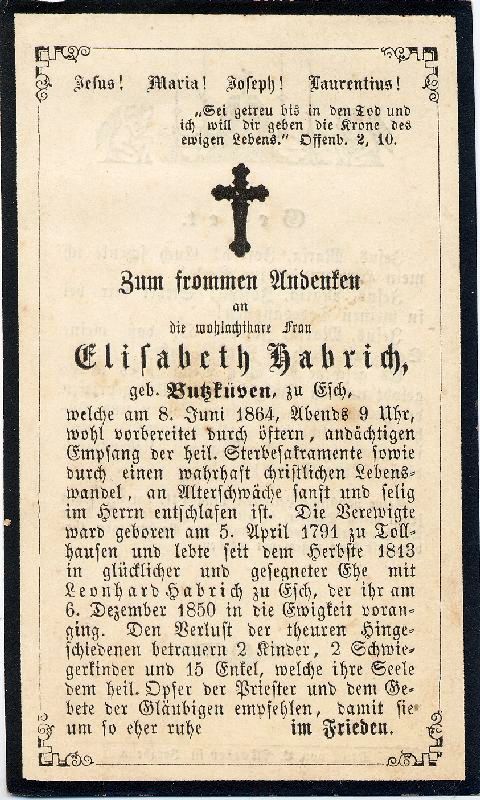 Jesus! Maria! Joseph! Laurentius!
„Sei getreu bis in den Tod und
ich will dir geben die Krone des
ewigen Lebens.“ Offenb. 2, 10.
Zum frommen Andenken
an
die wohlachtbare Frau
Elisabeth Habrich,
geb. Butzküven, zu Esch,
welche am 8. Juni 1864, Abends 9 Uhr,
wohl vorbereitet durch öftern, andächtigen
Empfang der heil. Sterbesakramente sowie
durch einen wahrhaft christlichen Lebens-
wandel, an Alterschwäche sanft und selig
im Herrn entschlafen ist. Die Verewigte
ward geboren am 5. April 1791 zu Toll-
hausen und lebte seit dem Herbste 1813
in glücklicher und gesegneter Ehe mit
Leonhard Habrich zu Esch, der ihr am
6. Dezember 1850 in die Ewigkeit voran-
ging. Den Verlust der theuren Hinge-
schiedenen betrauern 2 Kinder, 2 Schwie-
gerkinder und 15 Enkel, welche ihre Seele
dem heil. Opfer der Priester und dem Ge-
bete der Gläubigen empfehlen, damit sie
um so eher ruhe im Frieden.